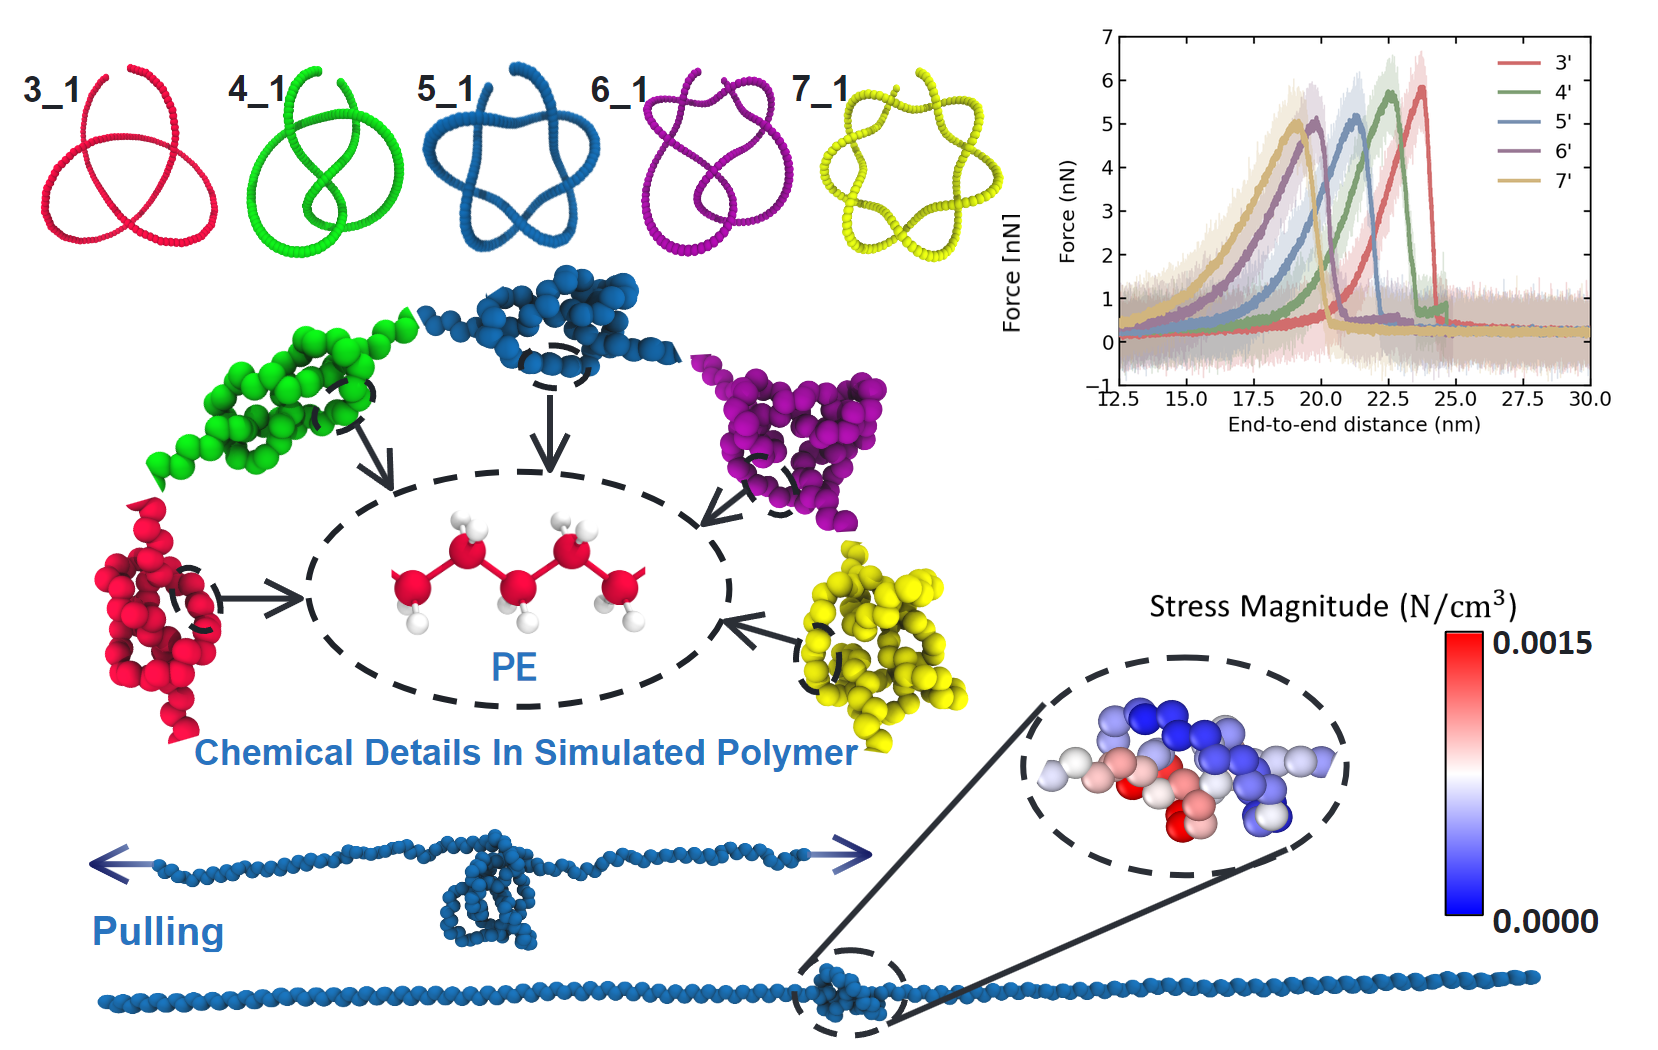 3_1
4_1
5_1
6_1
7_1
7
6
5
4
3
2
1
0
−1
Force (nN)
Force [nN]
3'
4'
5'
6'
7'
12.5 15.0 17.5 20.0 22.5 25.0 27.5 30.0
End-to-end distance (nm)
PE
Chemical Details In Simulated Polymer
Stress Magnitude (N/cm³)
0.0015
0.0000
Pulling